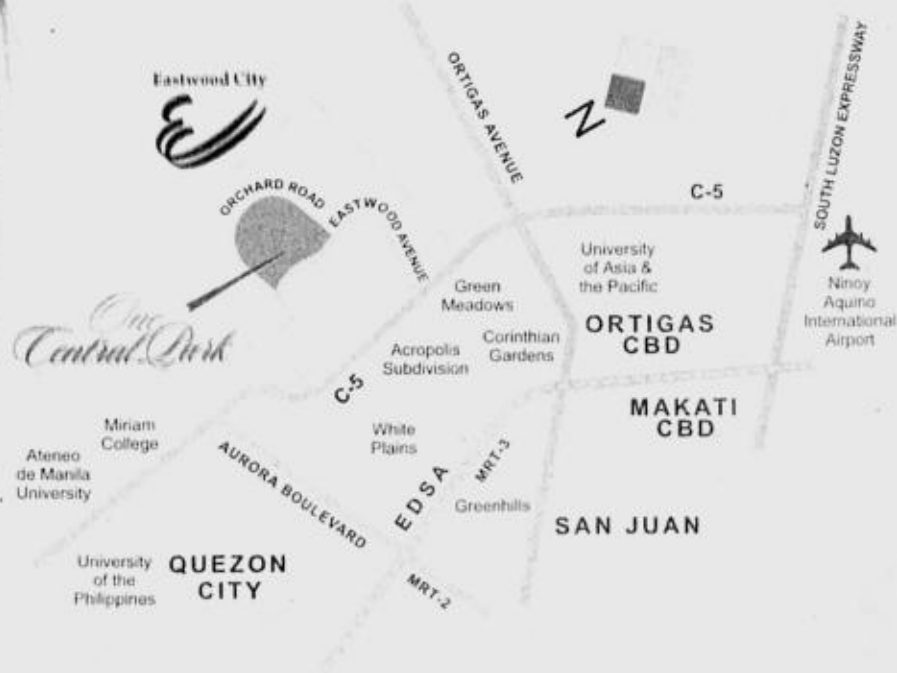 Eastwood City
ORTIGAS AVENUE
N
SOUTH LUZON EXPRESSWAY
C-5
ORCHARD ROAD
EASTWOOD AVENUE
University
of Asia &
the Pacific
Green
Meadows
Ninoy
Aquino
International
Airport
One
Central Park
ORTIGAS
CBD
Corinthian
Gardens
Acropolis
Subdivision
C-5
MAKATI
CBD
Miriam
College
White
Plains
Ateneo
de Manila
University
AURORA BOULEVARD
EDSA
MRT-3
Greenhills
SAN JUAN
University
of the
Philippines
QUEZON
CITY
MRT-2